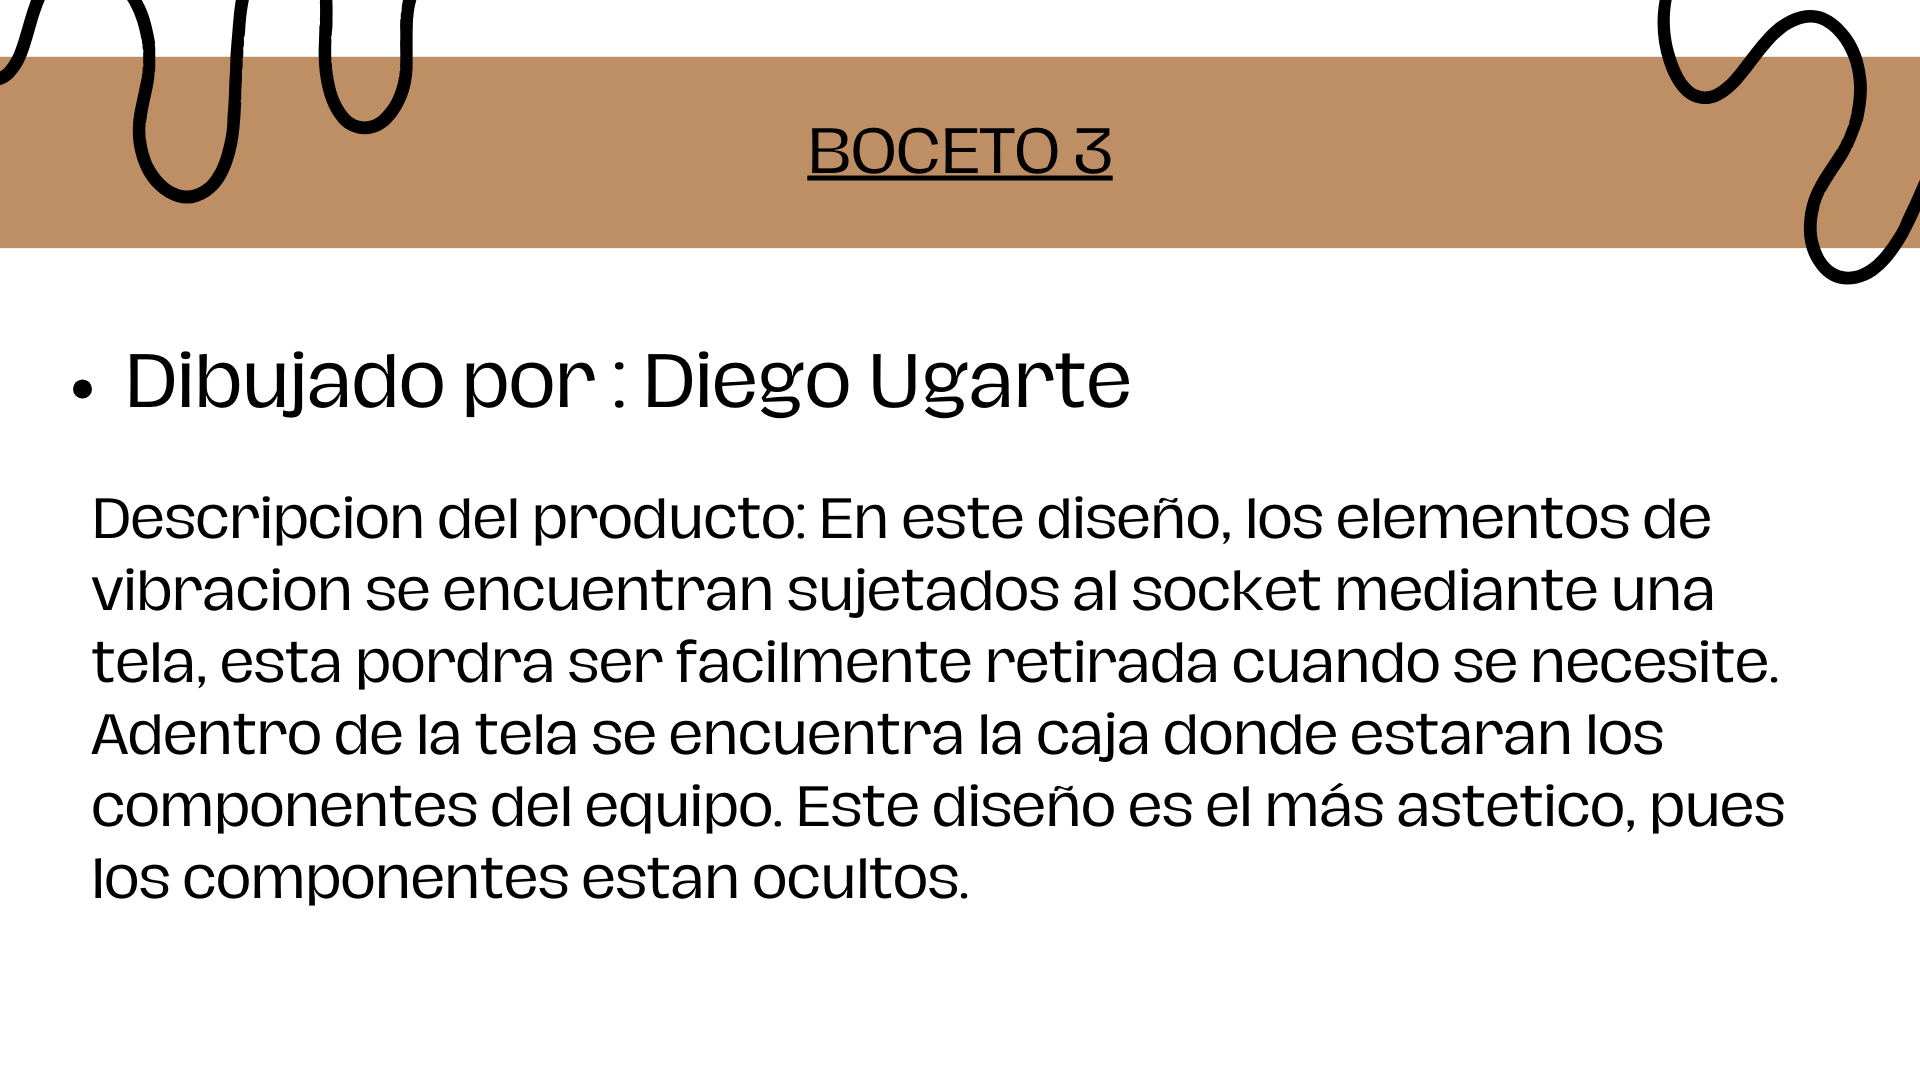 BOCETO 3
• Dibujado por : Diego Ugarte
Descripcion del producto: En este diseño, los elementos de
vibracion se encuentran sujetados al socket mediante una
tela, esta pordra ser facilmente retirada cuando se necesite.
Adentro de la tela se encuentra la caja donde estaran los
componentes del equipo. Este diseño es el más astetico, pues
los componentes estan ocultos.